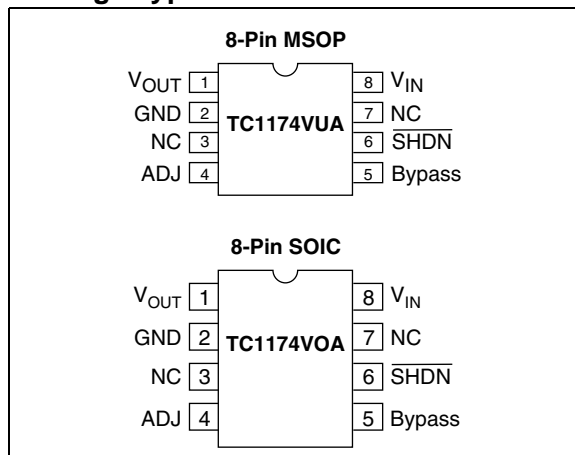 8-Pin MSOP
VOUT 1 8 VIN
GND 2 TC1174VUA 7 NC
NC 3 6 SHDN
ADJ 4 5 Bypass
8-Pin SOIC
VOUT 1 8 VIN
GND 2 TC1174VOA 7 NC
NC 3 6 SHDN
ADJ 4 5 Bypass